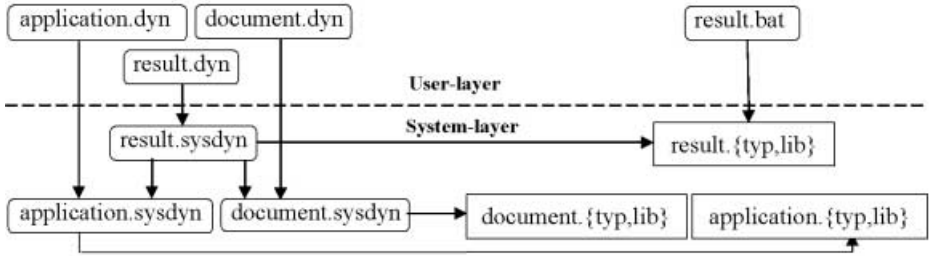 application.dyn
document.dyn
result.bat
result.dyn
User-layer
System-layer
result.sysdyn
result.{typ,lib}
application.sysdyn
document.sysdyn
document.{typ,lib}
application.{typ,lib}